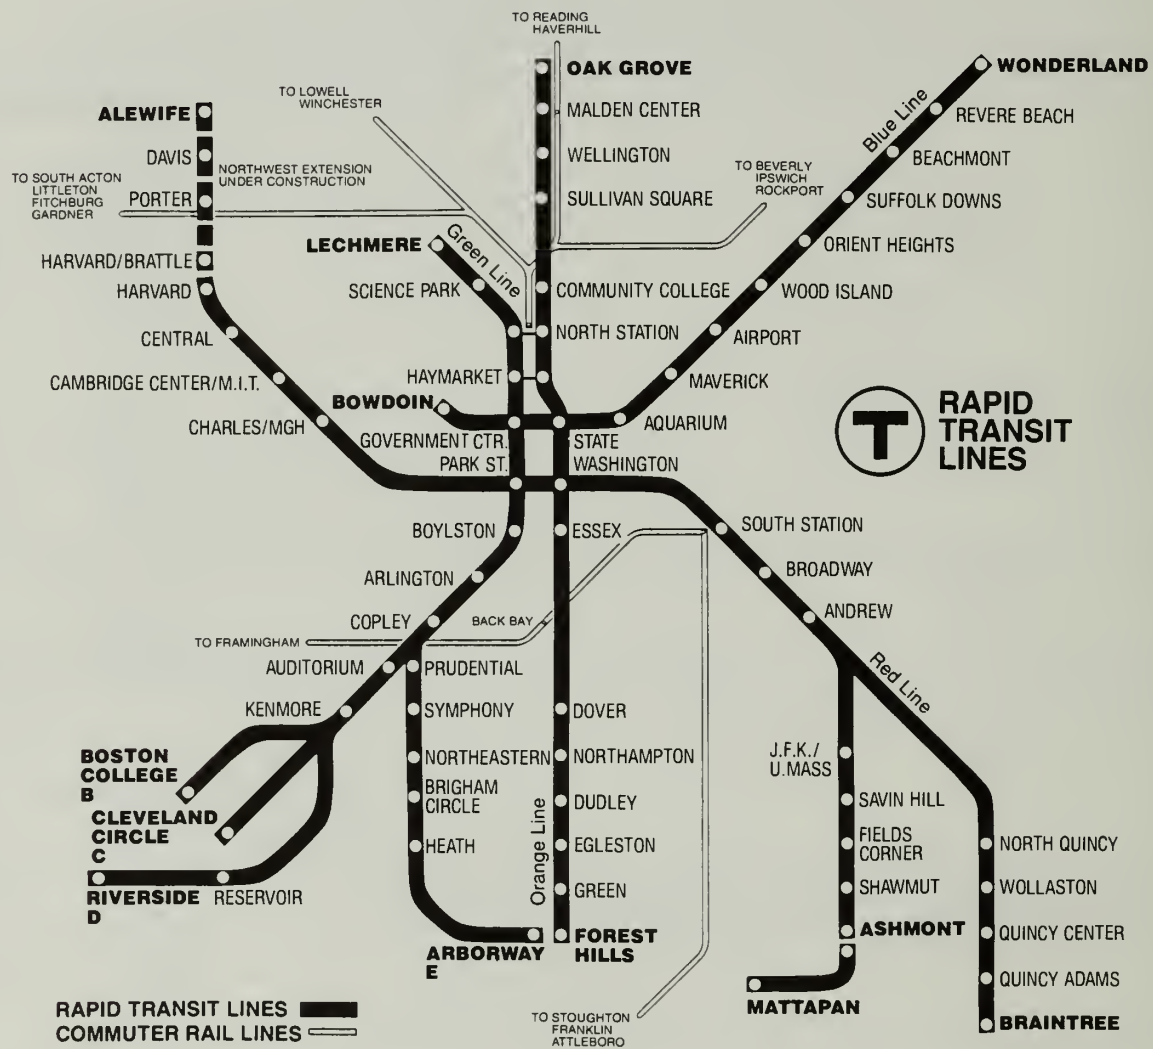 TO READING
HAVERHILL
OAK GROVE
WONDERLAND
TO LOWELL
WINCHESTER
ALEWIFE
MALDEN CENTER
Blue Line
REVERE BEACH
DAVIS
WELLINGTON
BEACHMONT
NORTHWEST EXTENSION
UNDER CONSTRUCTION
TO BEVERLY
IPSWICH
ROCKPORT
TO SOUTH ACTON
LITTLETON
FITCHBURG
GARDNER
PORTER
SULLIVAN SQUARE
SUFFOLK DOWNS
LECHMERE
Green Line
ORIENT HEIGHTS
HARVARD/BRATTLE
HARVARD
SCIENCE PARK
COMMUNITY COLLEGE
WOOD ISLAND
CENTRAL
NORTH STATION
AIRPORT
CAMBRIDGE CENTER/M.I.T.
HAYMARKET
MAVERICK
BOWDOIN
CHARLES/MGH
AQUARIUM
T
RAPID
TRANSIT
LINES
GOVERNMENT CTR.
STATE
PARK ST.
WASHINGTON
BOYLSTON
ESSEX
SOUTH STATION
ARLINGTON
BROADWAY
COPLEY
BACK BAY
ANDREW
TO FRAMINGHAM
AUDITORIUM
PRUDENTIAL
Red Line
KENMORE
SYMPHONY
DOVER
BOSTON
COLLEGE
B
NORTHEASTERN
NORTHAMPTON
J.F.K./
U.MASS
CLEVELAND
CIRCLE
C
BRIGHAM
CIRCLE
DUDLEY
SAVIN HILL
HEATH
Orange Line
EGLESTON
FIELDS
CORNER
NORTH QUINCY
RIVERSIDE
D
RESERVOIR
GREEN
SHAWMUT
WOLLASTON
ARBORWAY
E
FOREST
HILLS
ASHMONT
QUINCY CENTER
MATTAPAN
QUINCY ADAMS
BRAINTREE
TO STOUGHTON
FRANKLIN
ATTLEBORO
RAPID TRANSIT LINES
COMMUTER RAIL LINES